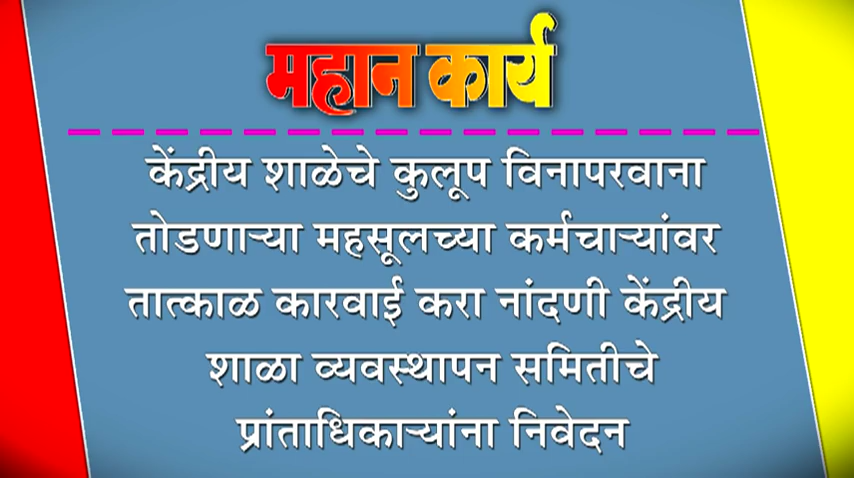 महान कार्य
केंद्रीय शाळेचे कुलूप विनापरवाना
तोडणाऱ्या महसूलच्या कर्मचाऱ्यांवर
तात्काळ कारवाई करा नांदणी केंद्रीय
शाळा व्यवस्थापन समितीचे
प्रांताधिकाऱ्यांना निवेदन